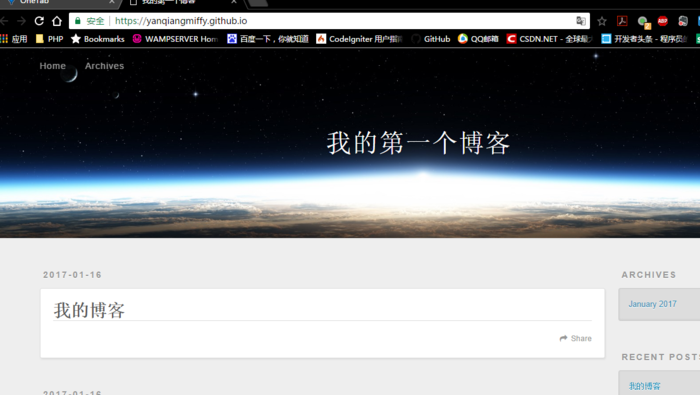 OneTab
我的第一个博客
安全 | https://yanqiangmiffy.github.io
应用 PHP Bookmarks WAMPSERVER Hom 百度一下，你就知道 CodeIgniter 用户指 GitHub QQ邮箱 CSDN.NET - 全球最 开发者头条 - 程序员
Home Archives
我的第一个博客
2017-01-16
我的博客
Share
2017-01-16
ARCHIVES
January 2017
RECENT POSTS
我的博客